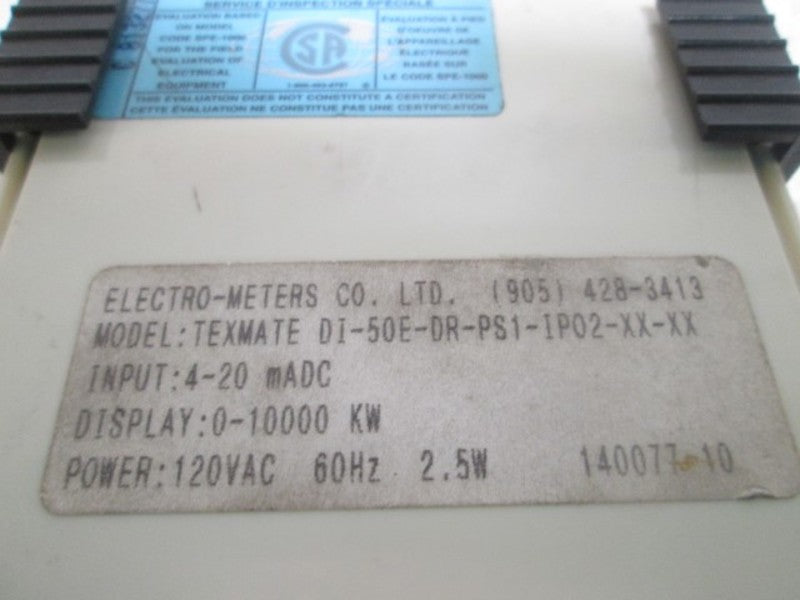 SERVICE D'INSPECTION SPÉCIALE
EVALUATION BASED
ON MODEL
CODE SPE-1000
FOR THE FIELD
EVALUATION OF
ELECTRICAL
EQUIPMENT
CSA
ÉVALUATION À PIED
D'OEUVRE DE
L'APPAREILLAGE
ÉLECTRIQUE
BASÉE SUR
LE CODE SPE-1000
THIS EVALUATION DOES NOT CONSTITUTE A CERTIFICATION
CETTE ÉVALUATION NE CONSTITUE PAS UNE CERTIFICATION
ELECTRO-METERS CO. LTD. (905) 428-3413
MODEL:TEXMATE DI-50E-DR-PS1-IP02-XX-XX
INPUT:4-20 mADC
DISPLAY:0-10000 KW
POWER:120VAC 60Hz 2.5W 140077-10